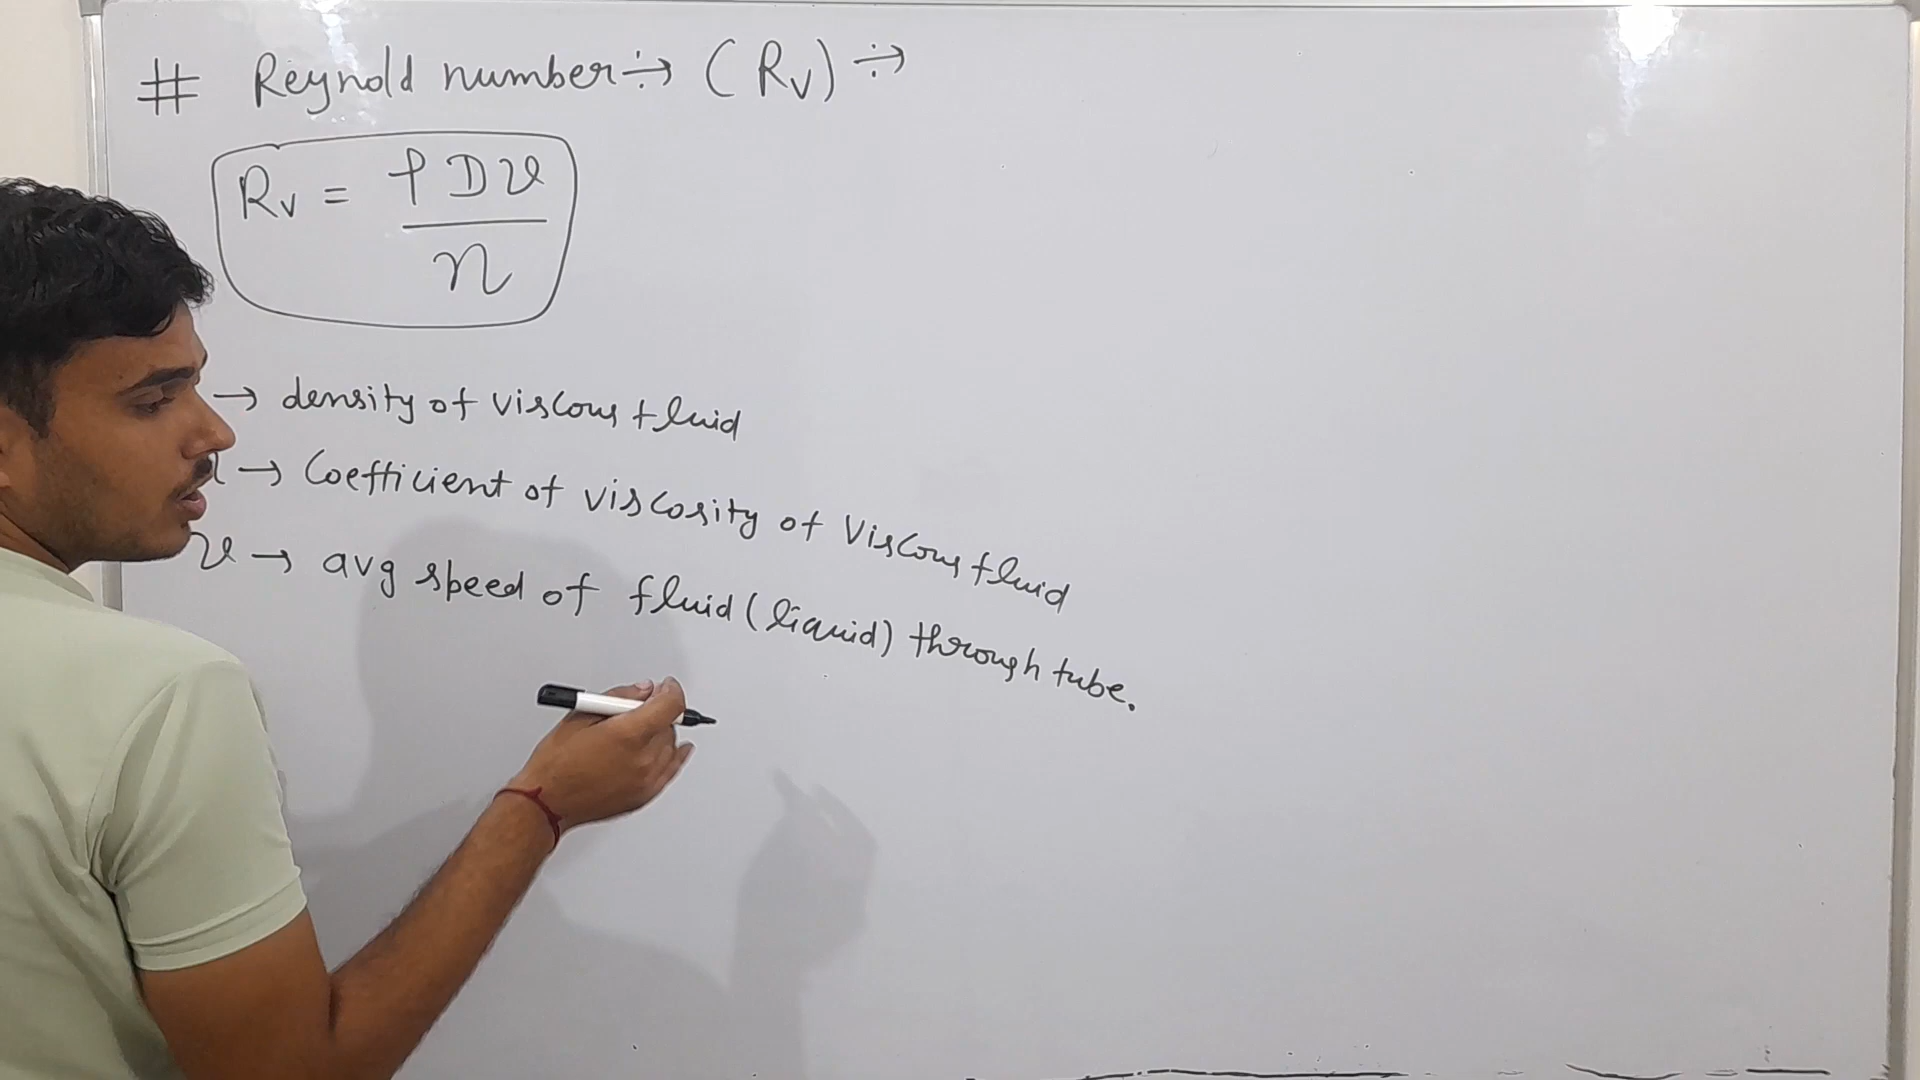 # Reynold number ÷→ (Rv) ÷→
Rv = ρDv
η
→ density of viscous fluid
η → Coefficient of viscosity of Viscous fluid
v → avg speed of fluid (liquid) through tube.